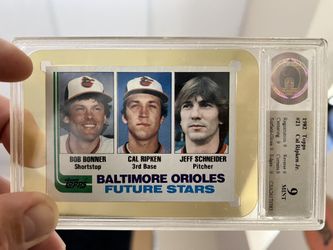 BOB BONNER
Shortstop
CAL RIPKEN
3rd Base
JEFF SCHNEIDER
Pitcher
Topps
BALTIMORE ORIOLES
FUTURE STARS
1982 Topps
#21 Cal Ripken Jr.
9
MINT